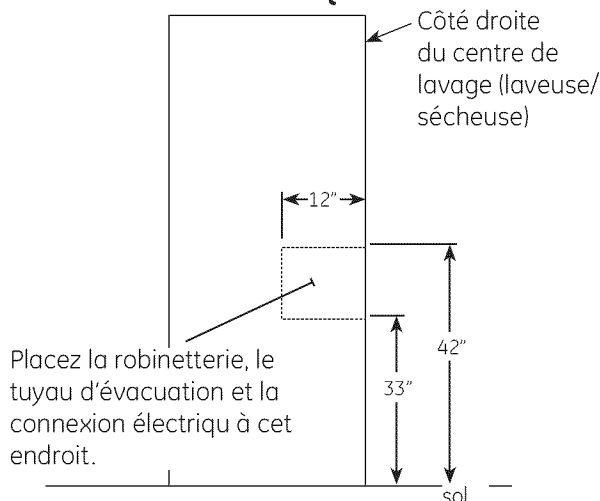 Côté droite
du centre de
lavage (laveuse/
sécheuse)
12"
42"
33"
Placez la robinetterie, le
tuyau d'évacuation et la
connexion électriqu à cet
endroit.
sol